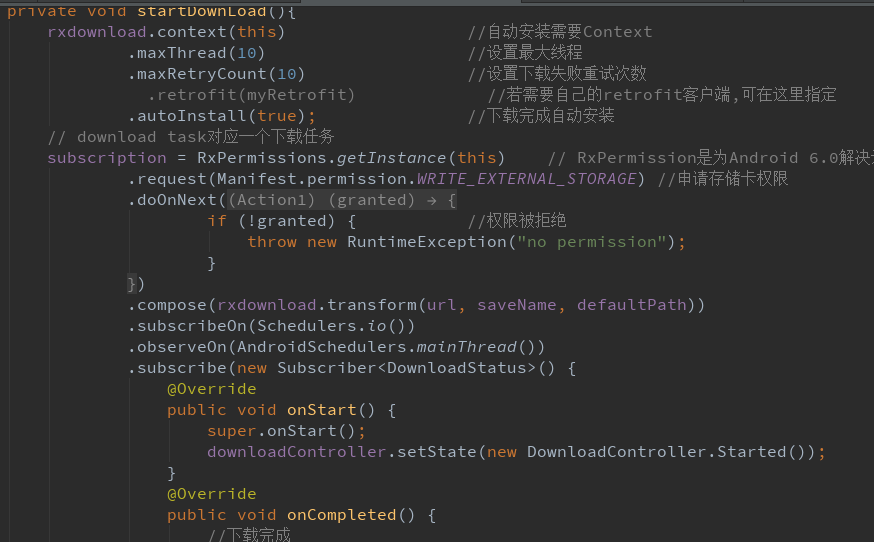 private void startDownLoad(){
rxdownload.context(this) //自动安装需要Context
.maxThread(10) //设置最大线程
.maxRetryCount(10) //设置下载失败重试次数
.retrofit(myRetrofit) //若需要自己的retrofit客户端,可在这里指定
.autoInstall(true); //下载完成自动安装
// download task对应一个下载任务
subscription = RxPermissions.getInstance(this) // RxPermission是为Android 6.0解决
.request(Manifest.permission.WRITE_EXTERNAL_STORAGE) //申请存储卡权限
.doOnNext((Action1) (granted) → {
if (!granted) { //权限被拒绝
throw new RuntimeException("no permission");
}
})
.compose(rxdownload.transform(url, saveName, defaultPath))
.subscribeOn(Schedulers.io())
.observeOn(AndroidSchedulers.mainThread())
.subscribe(new Subscriber<DownloadStatus>() {
@Override
public void onStart() {
super.onStart();
downloadController.setState(new DownloadController.Started());
}
@Override
public void onCompleted() {
//下载完成